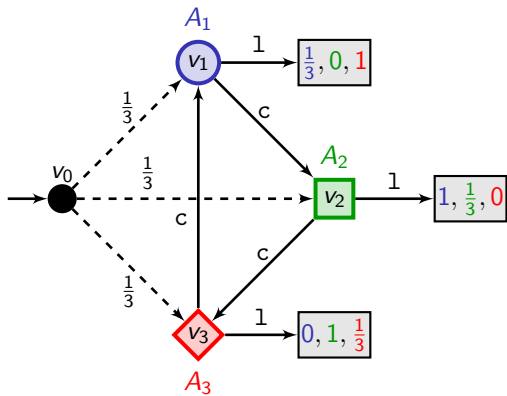 A₁
l
v₁
1/3, 0, 1
1/3
c
v₀
1/3
A₂
l
v₂
1, 1/3, 0
c
c
1/3
l
v₃
0, 1, 1/3
A₃